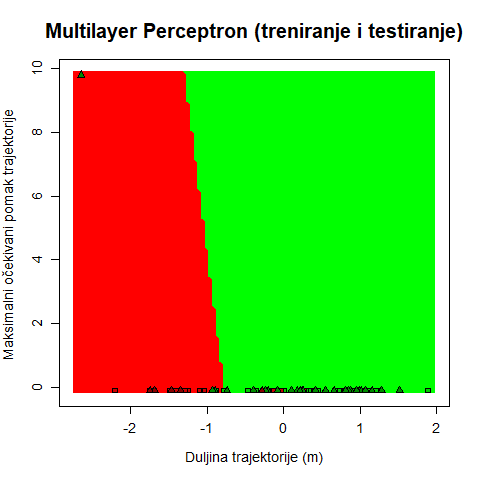 Multilayer Perceptron (treniranje i testiranje)
Maksimalni očekivani pomak trajektorije
10
8
6
4
2
0
-2 -1 0 1 2
Duljina trajektorije (m)